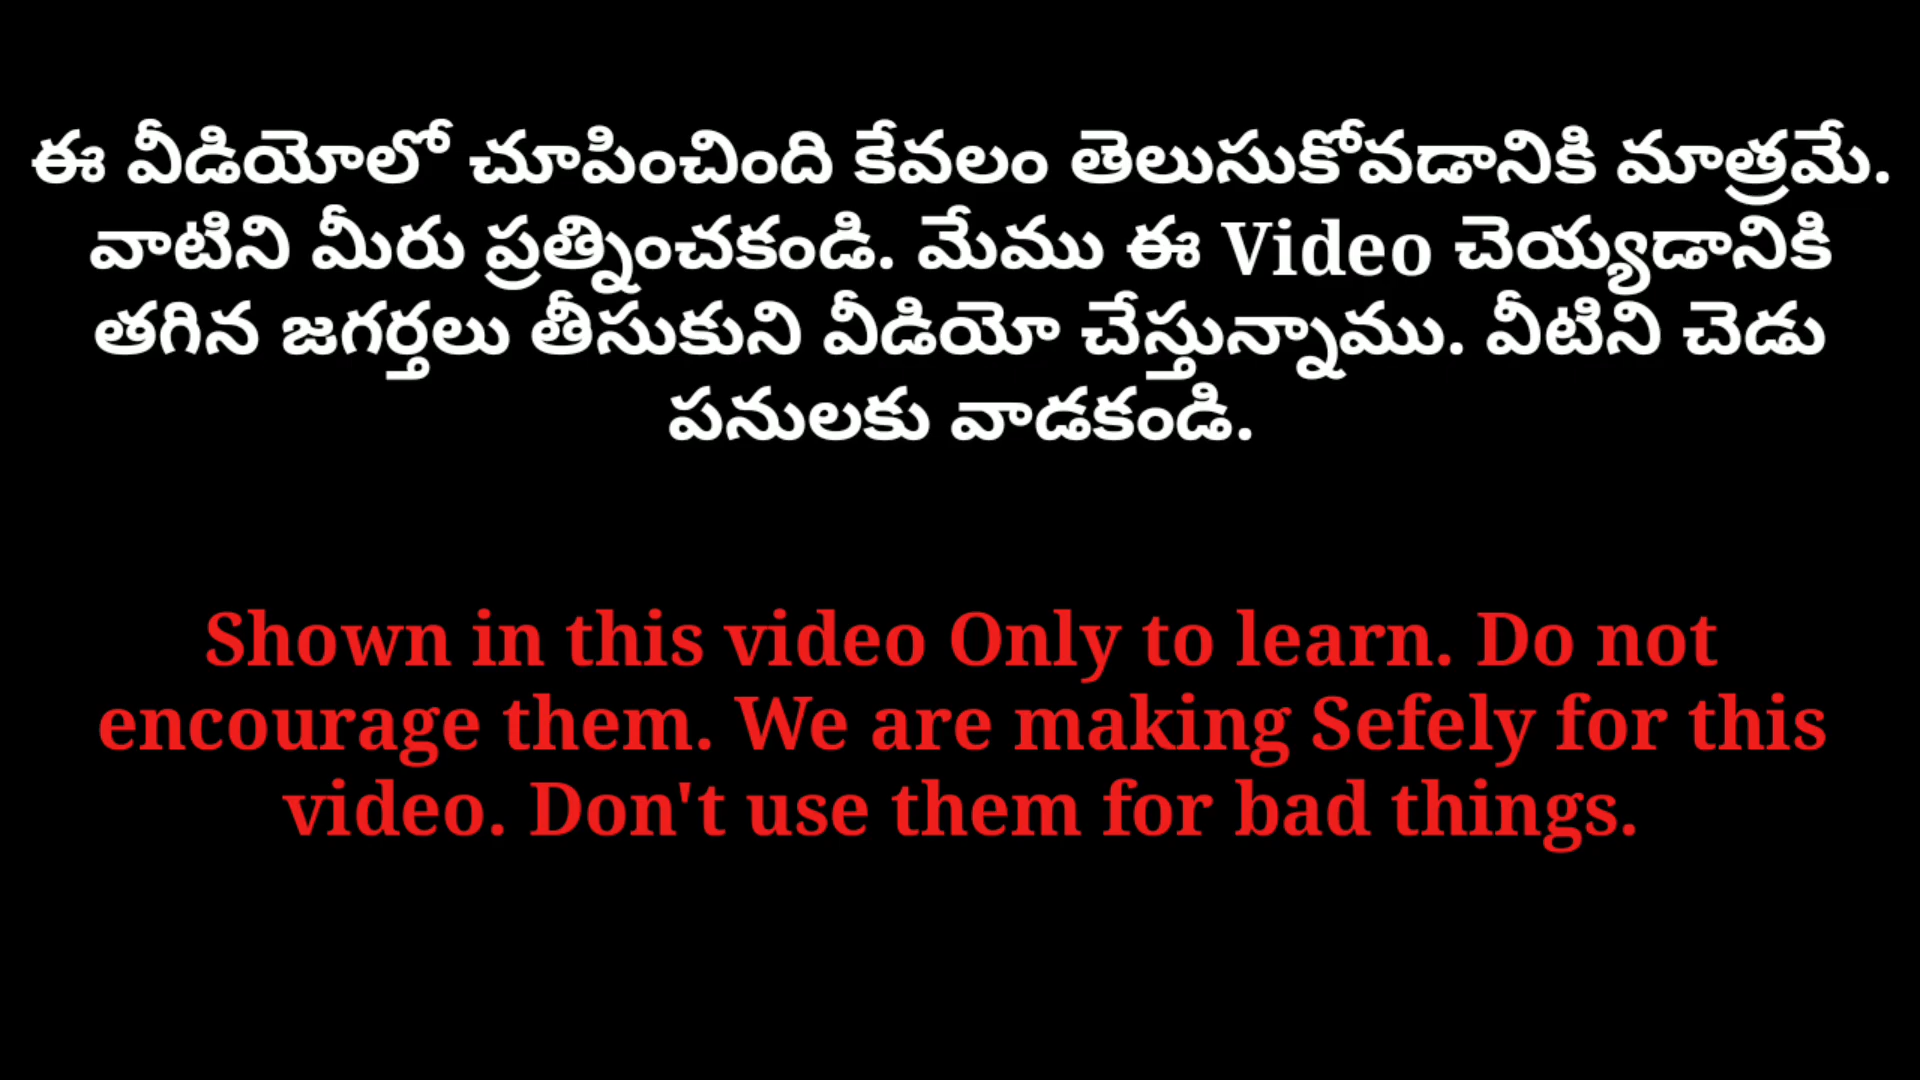 ఈ వీడియోలో చూపించింది కేవలం తెలుసుకోవడానికి మాత్రమే.
వాటిని మీరు ప్రత్నించకండి. మేము ఈ Video చెయ్యడానికి
తగిన జగర్తలు తీసుకుని వీడియో చేస్తున్నాము. వీటిని చెడు
పనులకు వాడకండి.
Shown in this video Only to learn. Do not
encourage them. We are making Sefely for this
video. Don't use them for bad things.